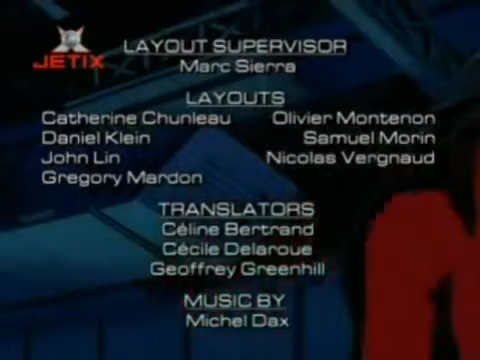 JETIX
LAYOUT SUPERVISOR
Marc Sierra
LAYOUTS
Catherine Chunleau Olivier Montenon
Daniel Klein Samuel Morin
John Lin Nicolas Vergnaud
Gregory Mardon
TRANSLATORS
Céline Bertrand
Cécile Delaroue
Geoffrey Greenhill
MUSIC BY
Michel Dax